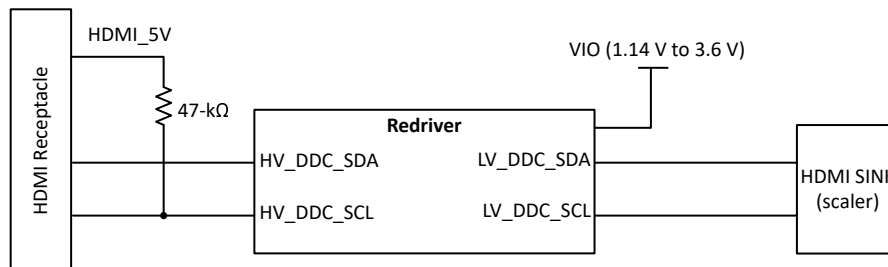 HDMI_5V
VIO (1.14 V to 3.6 V)
47-kΩ
Redriver
HDMI Receptacle
HV_DDC_SDA
LV_DDC_SDA
HV_DDC_SCL
LV_DDC_SCL
HDMI SINK
(scaler)